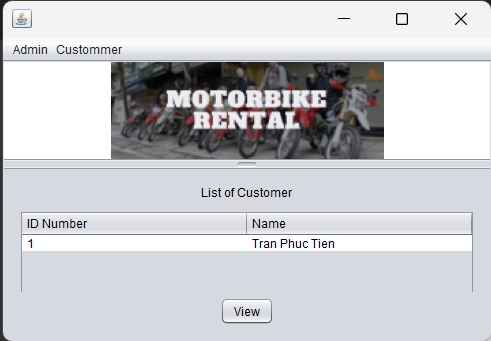 Admin Custommer
MOTORBIKE
RENTAL
List of Customer
ID Number Name
1 Tran Phuc Tien
View